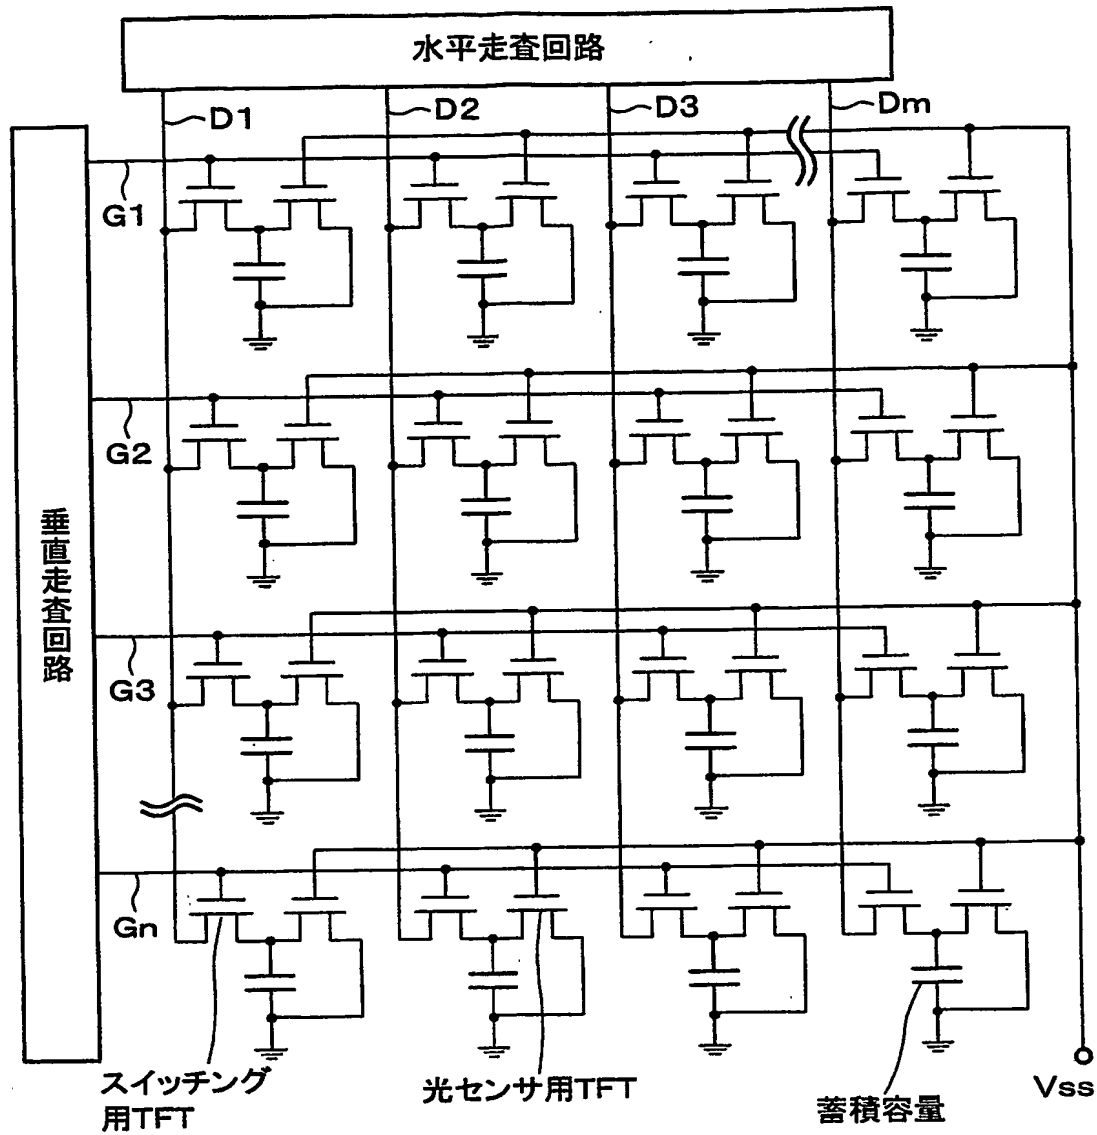 水平走査回路
D1
D2
D3
Dm
G1
G2
垂直走査回路
G3
Gn
スイッチング
用TFT
光センサ用TFT
蓄積容量
Vss